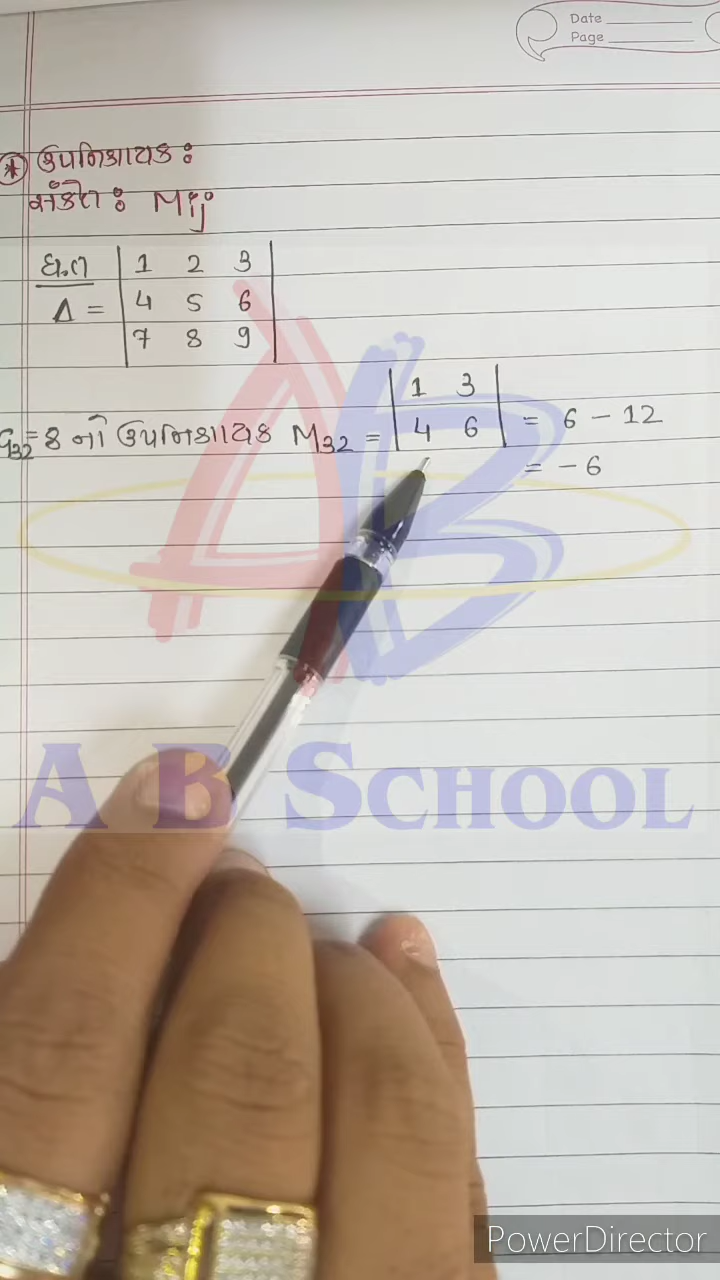 Date
Page
* ઉપનિશ્ચાયક :
સંકેત : Mij
ઘ.ત
1 2 3
Δ = 4 5 6
7 8 9
1 3
a32 = 8 નો ઉપનિશ્ચાયક M32 = 4 6 = 6 - 12
= - 6
AB
A B SCHOOL
PowerDirector